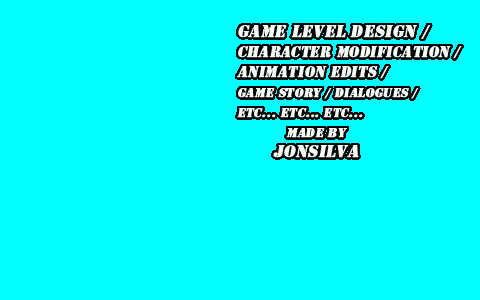 GAME LEVEL DESIGN /
CHARACTER MODIFICATION /
ANIMATION EDITS /
GAME STORY / DIALOGUES /
ETC... ETC... ETC...
MADE BY
JONSILVA